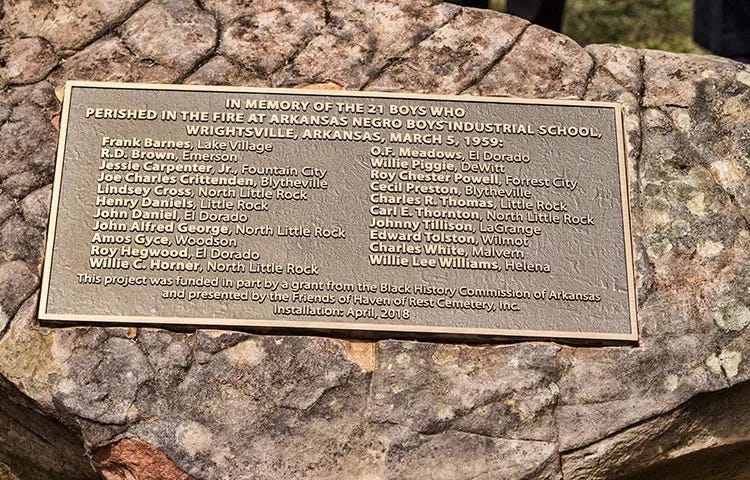 IN MEMORY OF THE 21 BOYS WHO
PERISHED IN THE FIRE AT ARKANSAS NEGRO BOYS INDUSTRIAL SCHOOL,
WRIGHTSVILLE, ARKANSAS, MARCH 5, 1959:
Frank Barnes, Lake Village
R.D. Brown, Emerson
Jessie Carpenter, Jr., Fountain City
Joe Charles Crittenden, Blytheville
Lindsey Cross, North Little Rock
Henry Daniels, Little Rock
John Daniel, El Dorado
John Alfred George, North Little Rock
Amos Gyce, Woodson
Roy Hegwood, El Dorado
Willie C. Horner, North Little Rock
O.F. Meadows, El Dorado
Willie Piggin, DeVitt
Roy Chester Powell, Forrest City
Cecil Preston, Blytheville
Charles R. Thomas, Little Rock
Carl E. Thornton, North Little Rock
Johnny Tillison, LaGrange
Edward Tolston, Wilmot
Charles White, Malvern
Willie Lee Williams, Helena
This project was funded in part by a grant from the Black History Commission of Arkansas
and presented by the Friends of Haven of Rest Cemetery, Inc.
Installation: April, 2018